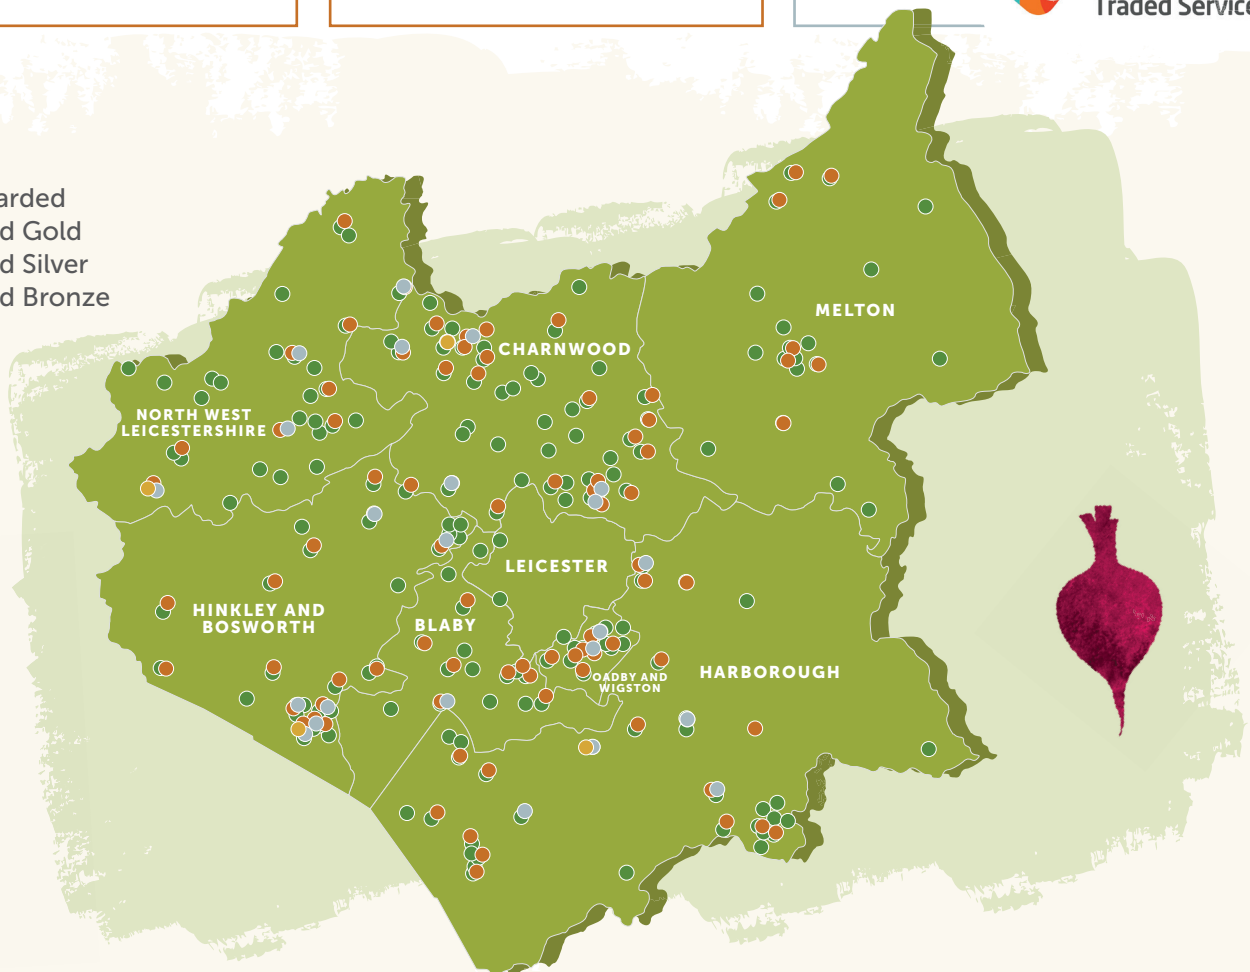 Traded Service
arded
d Gold
d Silver
d Bronze
MELTON
CHARNWOOD
NORTH WEST
LEICESTERSHIRE
LEICESTER
HINKLEY AND
BOSWORTH
BLABY
OADBY AND
WIGSTON
HARBOROUGH